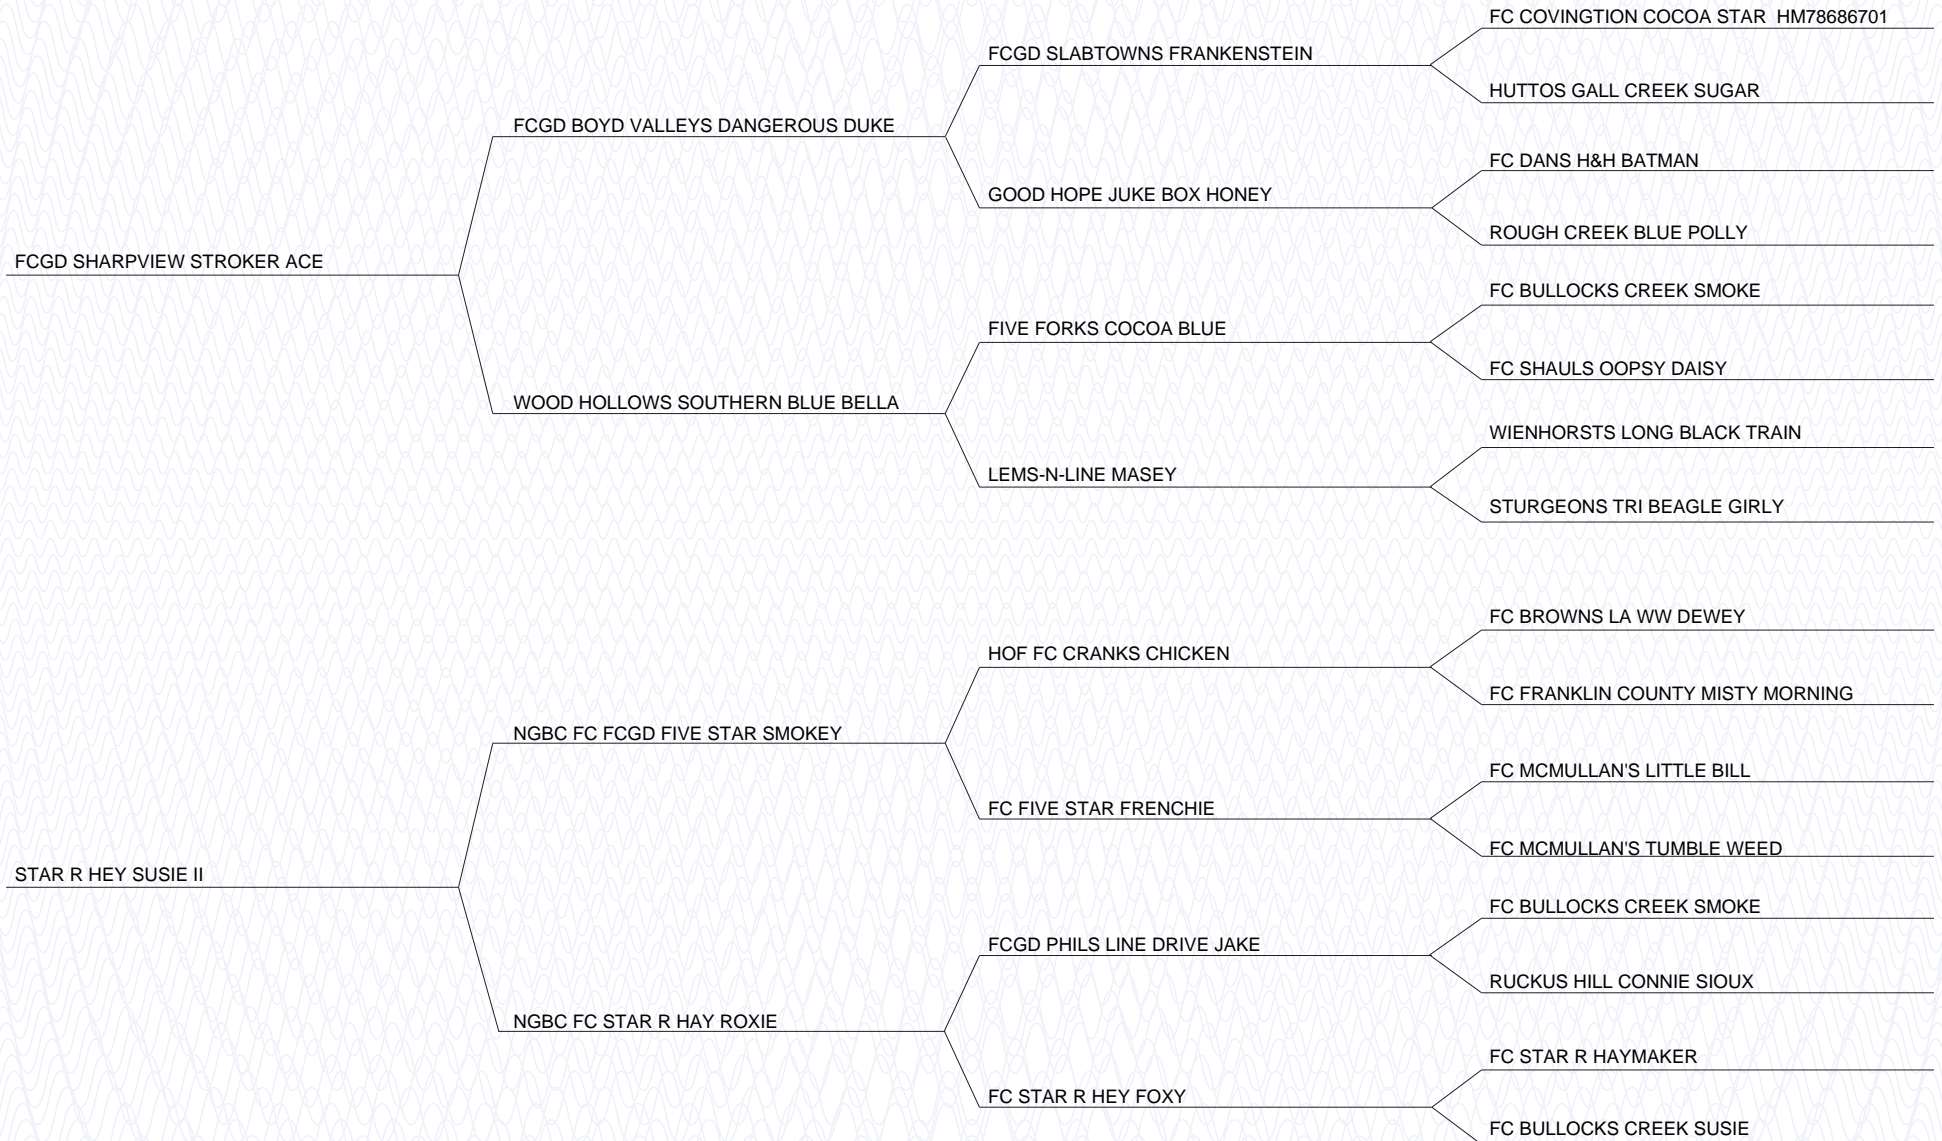 FC COVINGTION COCOA STAR  HM78686701
FCGD SLABTOWNS FRANKENSTEIN
HUTTOS GALL CREEK SUGAR
FCGD BOYD VALLEYS DANGEROUS DUKE
FC DANS H&H BATMAN
GOOD HOPE JUKE BOX HONEY
ROUGH CREEK BLUE POLLY
FCGD SHARPVIEW STROKER ACE
FC BULLOCKS CREEK SMOKE
FIVE FORKS COCOA BLUE
FC SHAULS OOPSY DAISY
WOOD HOLLOWS SOUTHERN BLUE BELLA
WIENHORSTS LONG BLACK TRAIN
LEMS-N-LINE MASEY
STURGEONS TRI BEAGLE GIRLY
FC BROWNS LA WW DEWEY
HOF FC CRANKS CHICKEN
FC FRANKLIN COUNTY MISTY MORNING
NGBC FC FCGD FIVE STAR SMOKEY
FC MCMULLAN'S LITTLE BILL
FC FIVE STAR FRENCHIE
FC MCMULLAN'S TUMBLE WEED
STAR R HEY SUSIE II
FC BULLOCKS CREEK SMOKE
FCGD PHILS LINE DRIVE JAKE
RUCKUS HILL CONNIE SIOUX
NGBC FC STAR R HAY ROXIE
FC STAR R HAYMAKER
FC STAR R HEY FOXY
FC BULLOCKS CREEK SUSIE